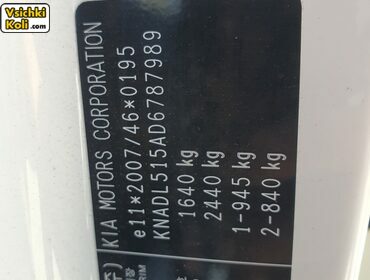 Vsichki
Koli.com
KIA MOTORS CORPORATION
e11*2007/46*0195
KNADL515AD6787989
1640 kg
2440 kg
1-945 kg
2-840 kg